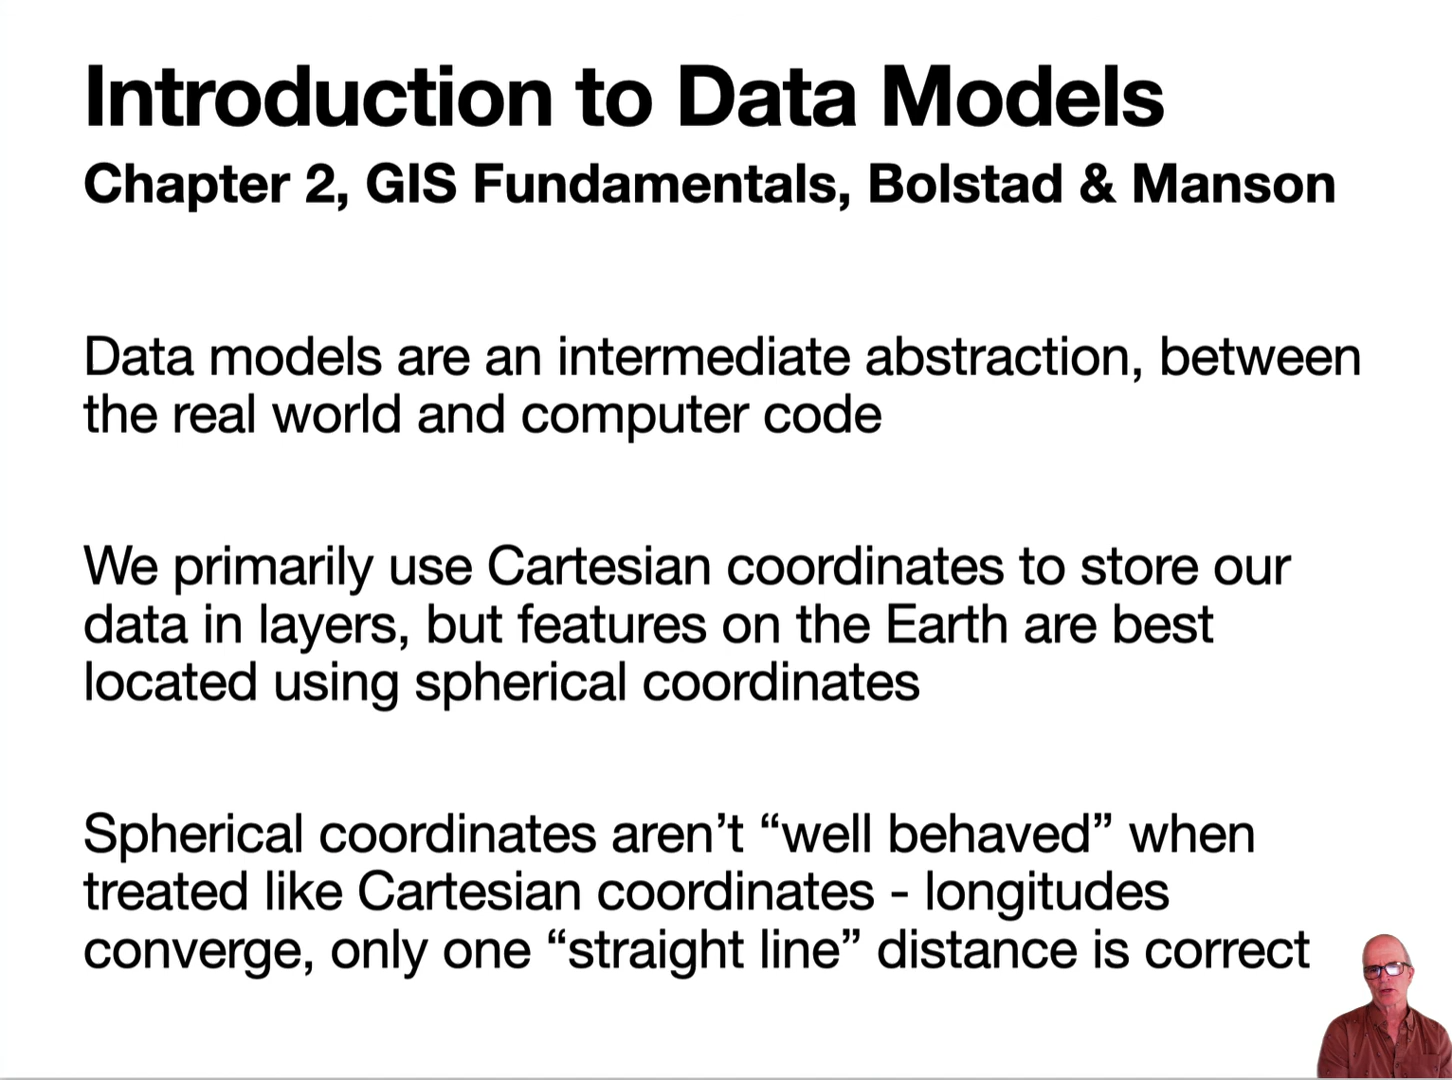 Introduction to Data Models
Chapter 2, GIS Fundamentals, Bolstad & Manson
Data models are an intermediate abstraction, between
the real world and computer code
We primarily use Cartesian coordinates to store our
data in layers, but features on the Earth are best
located using spherical coordinates
Spherical coordinates aren’t “well behaved” when
treated like Cartesian coordinates - longitudes
converge, only one “straight line” distance is correct